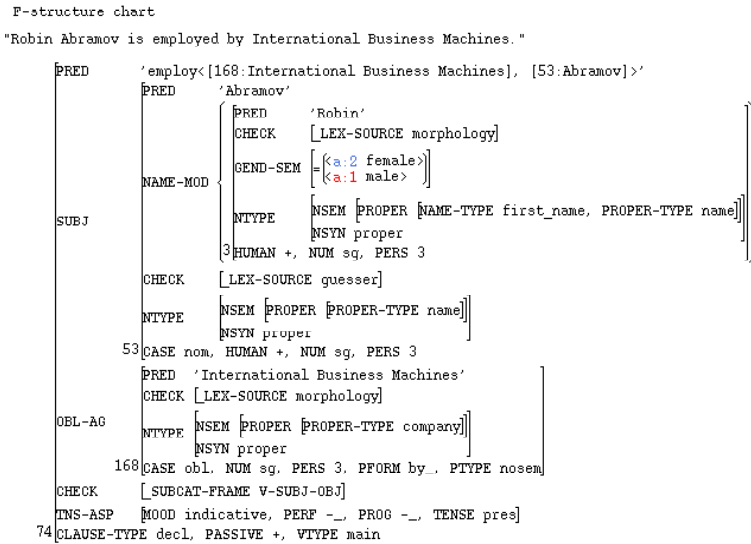 F-structure chart
"Robin Abramov is employed by International Business Machines."
PRED 'employ<[168:International Business Machines], [53:Abramov]>'
PRED 'Abramov'
PRED 'Robin'
CHECK [_LEX-SOURCE morphology]
GEND-SEM = <a:2 female>
<a:1 male>
NAME-MOD
NTYPE NSEM [PROPER [NAME-TYPE first_name, PROPER-TYPE name]]
NSYN proper
SUBJ
3 HUMAN +, NUM sg, PERS 3
CHECK [_LEX-SOURCE guesser]
NTYPE NSEM [PROPER [PROPER-TYPE name]]
NSYN proper
53 CASE nom, HUMAN +, NUM sg, PERS 3
PRED 'International Business Machines'
CHECK [_LEX-SOURCE morphology]
OBL-AG
NTYPE NSEM [PROPER [PROPER-TYPE company]]
NSYN proper
168 CASE obl, NUM sg, PERS 3, PFORM by_, PTYPE nosem
CHECK [_SUBCAT-FRAME V-SUBJ-OBJ]
TNS-ASP [MOOD indicative, PERF -_, PROG -_, TENSE pres]
74 CLAUSE-TYPE decl, PASSIVE +, VTYPE main